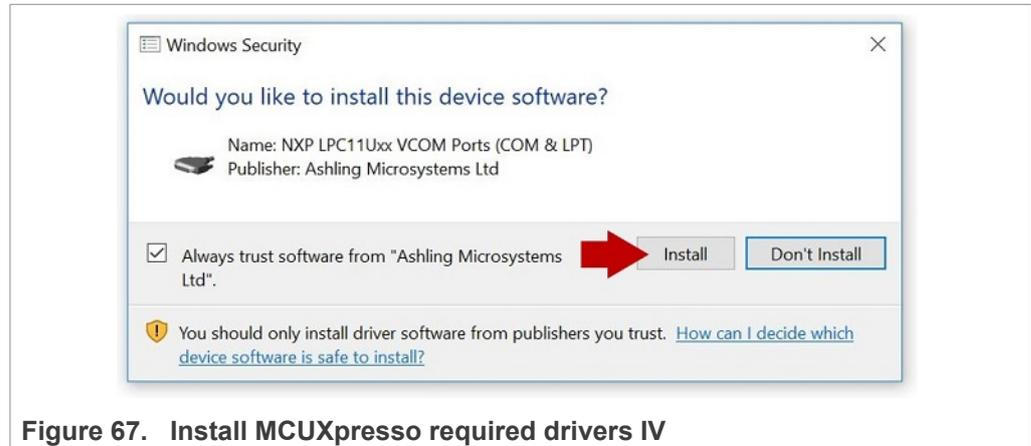 Windows Security
Would you like to install this device software?
Name: NXP LPC11Uxx VCOM Ports (COM & LPT)
Publisher: Ashling Microsystems Ltd
Always trust software from "Ashling Microsystems
Ltd".
Install
Don't Install
You should only install driver software from publishers you trust. How can I decide which
device software is safe to install?
Figure 67. Install MCUXpresso required drivers IV